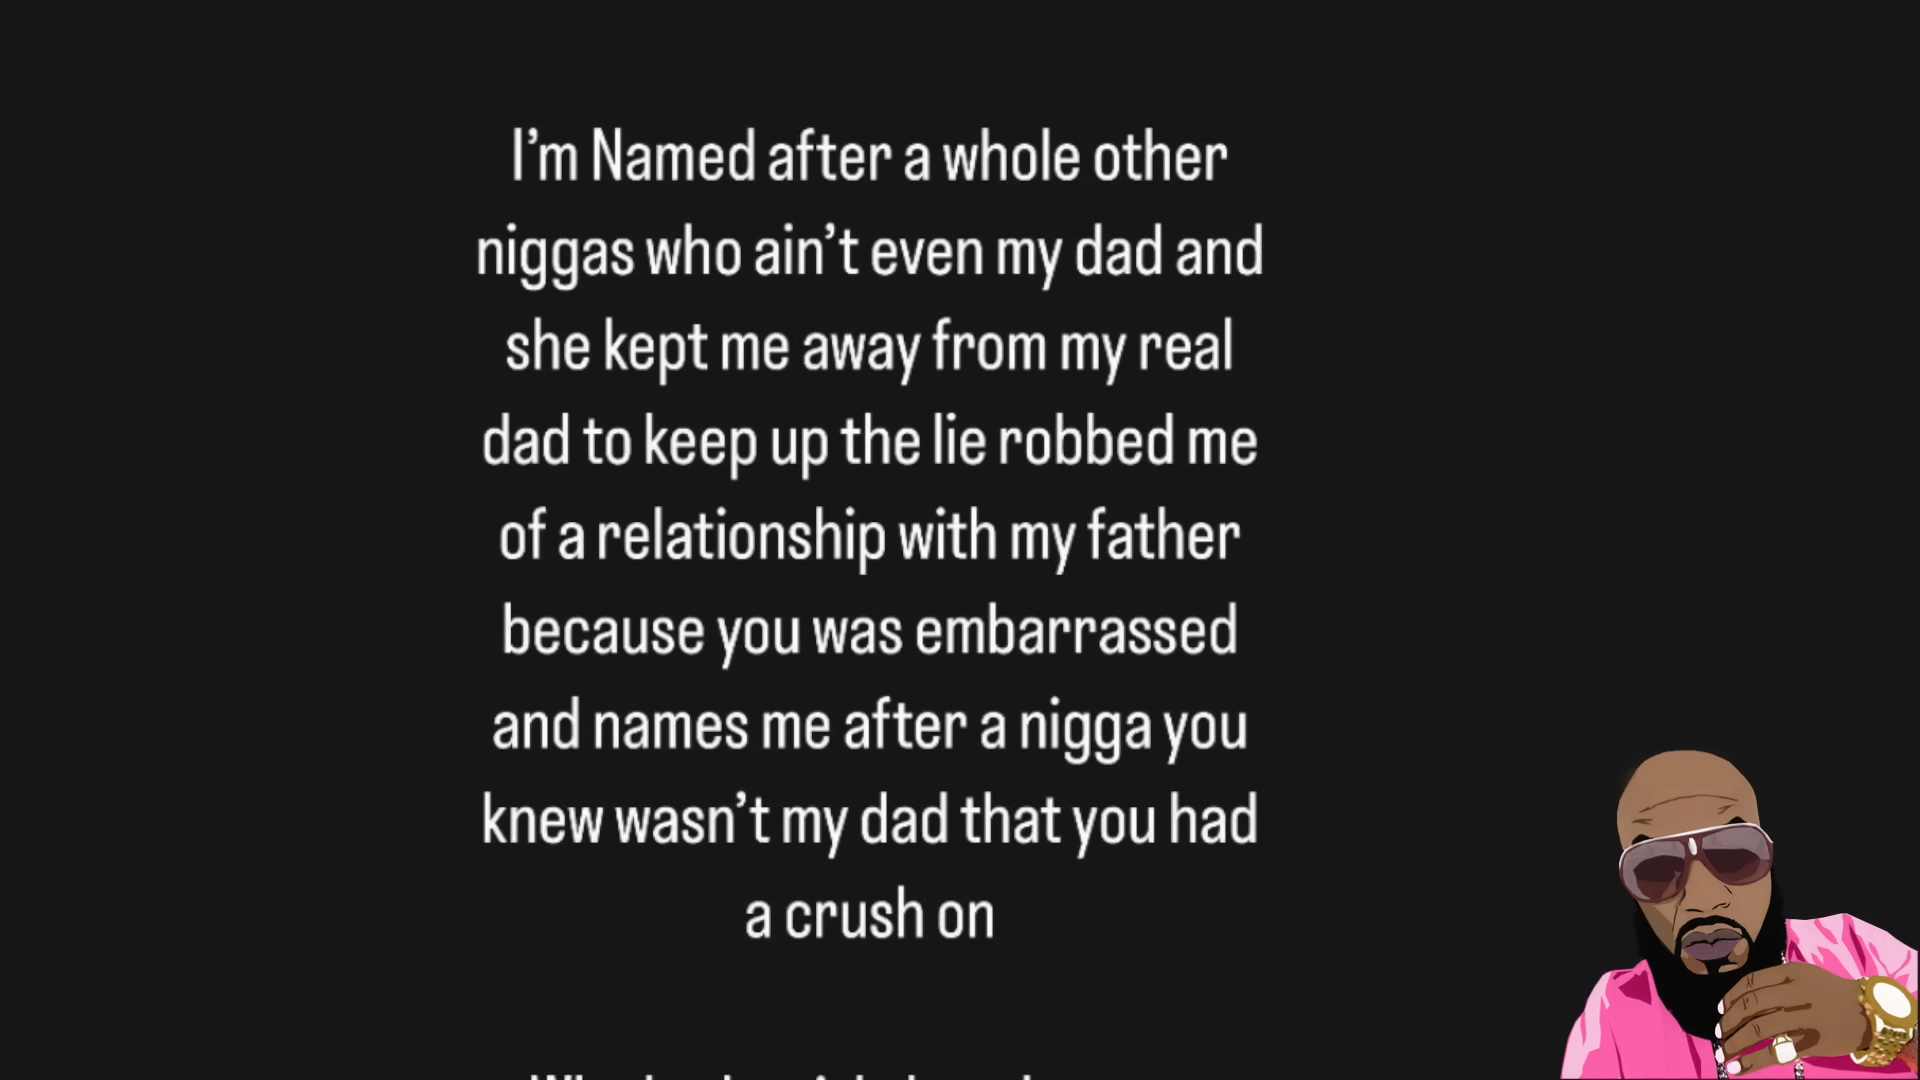 I’m Named after a whole other
niggas who ain’t even my dad and
she kept me away from my real
dad to keep up the lie robbed me
of a relationship with my father
because you was embarrassed
and names me after a nigga you
knew wasn’t my dad that you had
a crush on